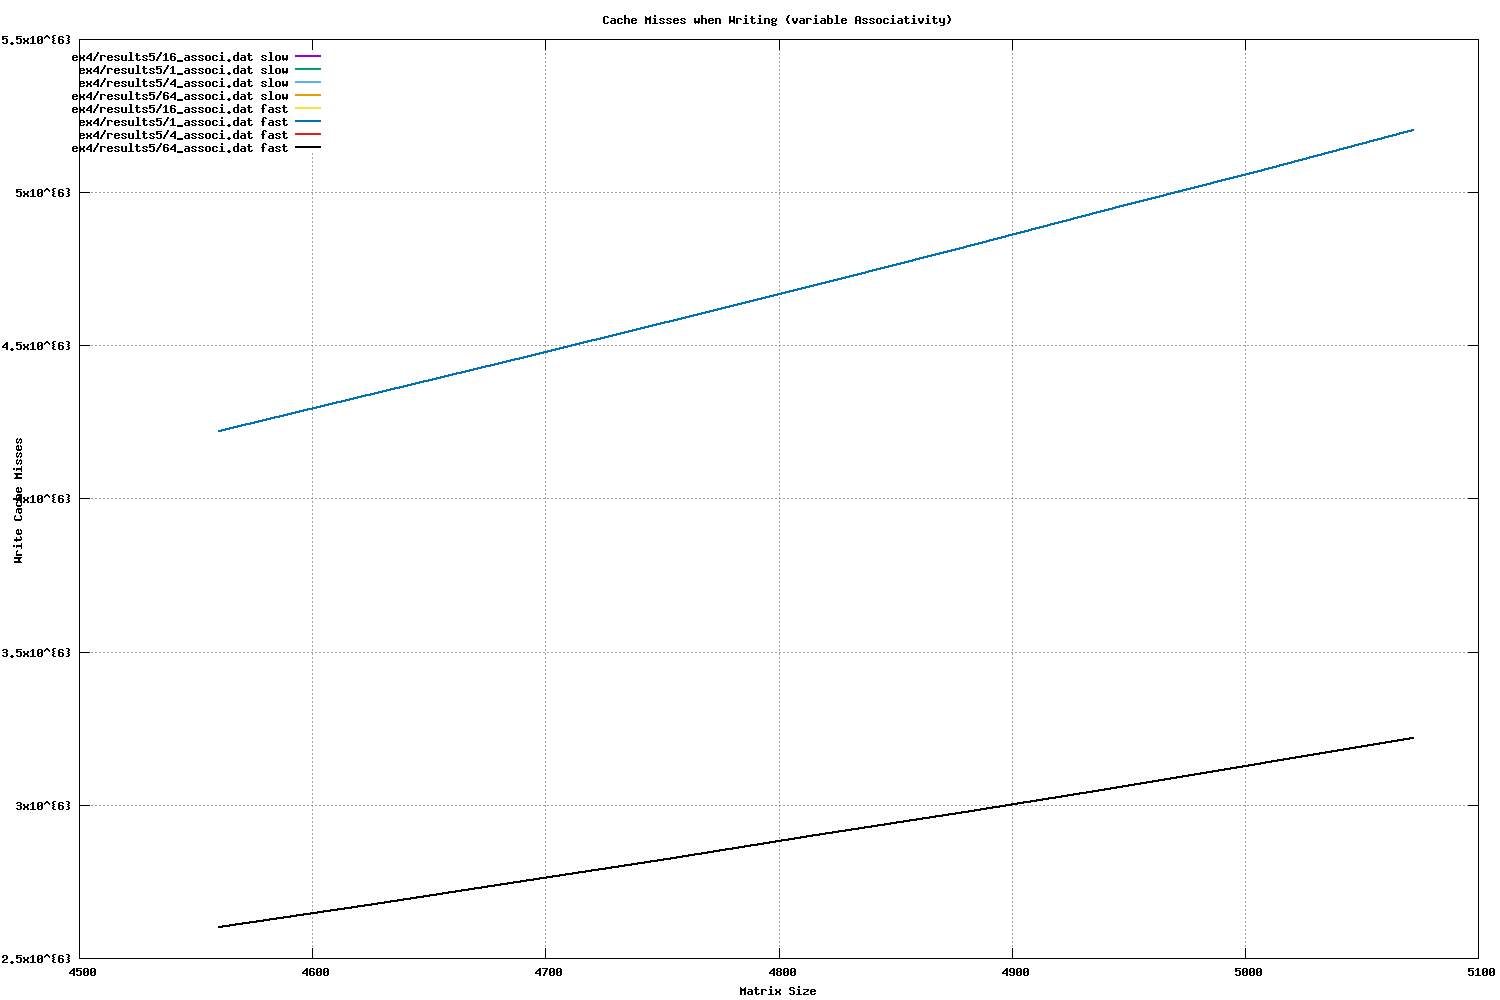 Cache Misses when Writing (variable Associativity)
5.5x10^{6}
ex4/results5/16_associ.dat slow
ex4/results5/1_associ.dat slow
ex4/results5/4_associ.dat slow
ex4/results5/64_associ.dat slow
ex4/results5/16_associ.dat fast
ex4/results5/1_associ.dat fast
ex4/results5/4_associ.dat fast
ex4/results5/64_associ.dat fast
5x10^{6}
4.5x10^{6}
Write Cache Misses
4x10^{6}
3.5x10^{6}
3x10^{6}
2.5x10^{6}
4500 4600 4700 4800 4900 5000 5100
Matrix Size